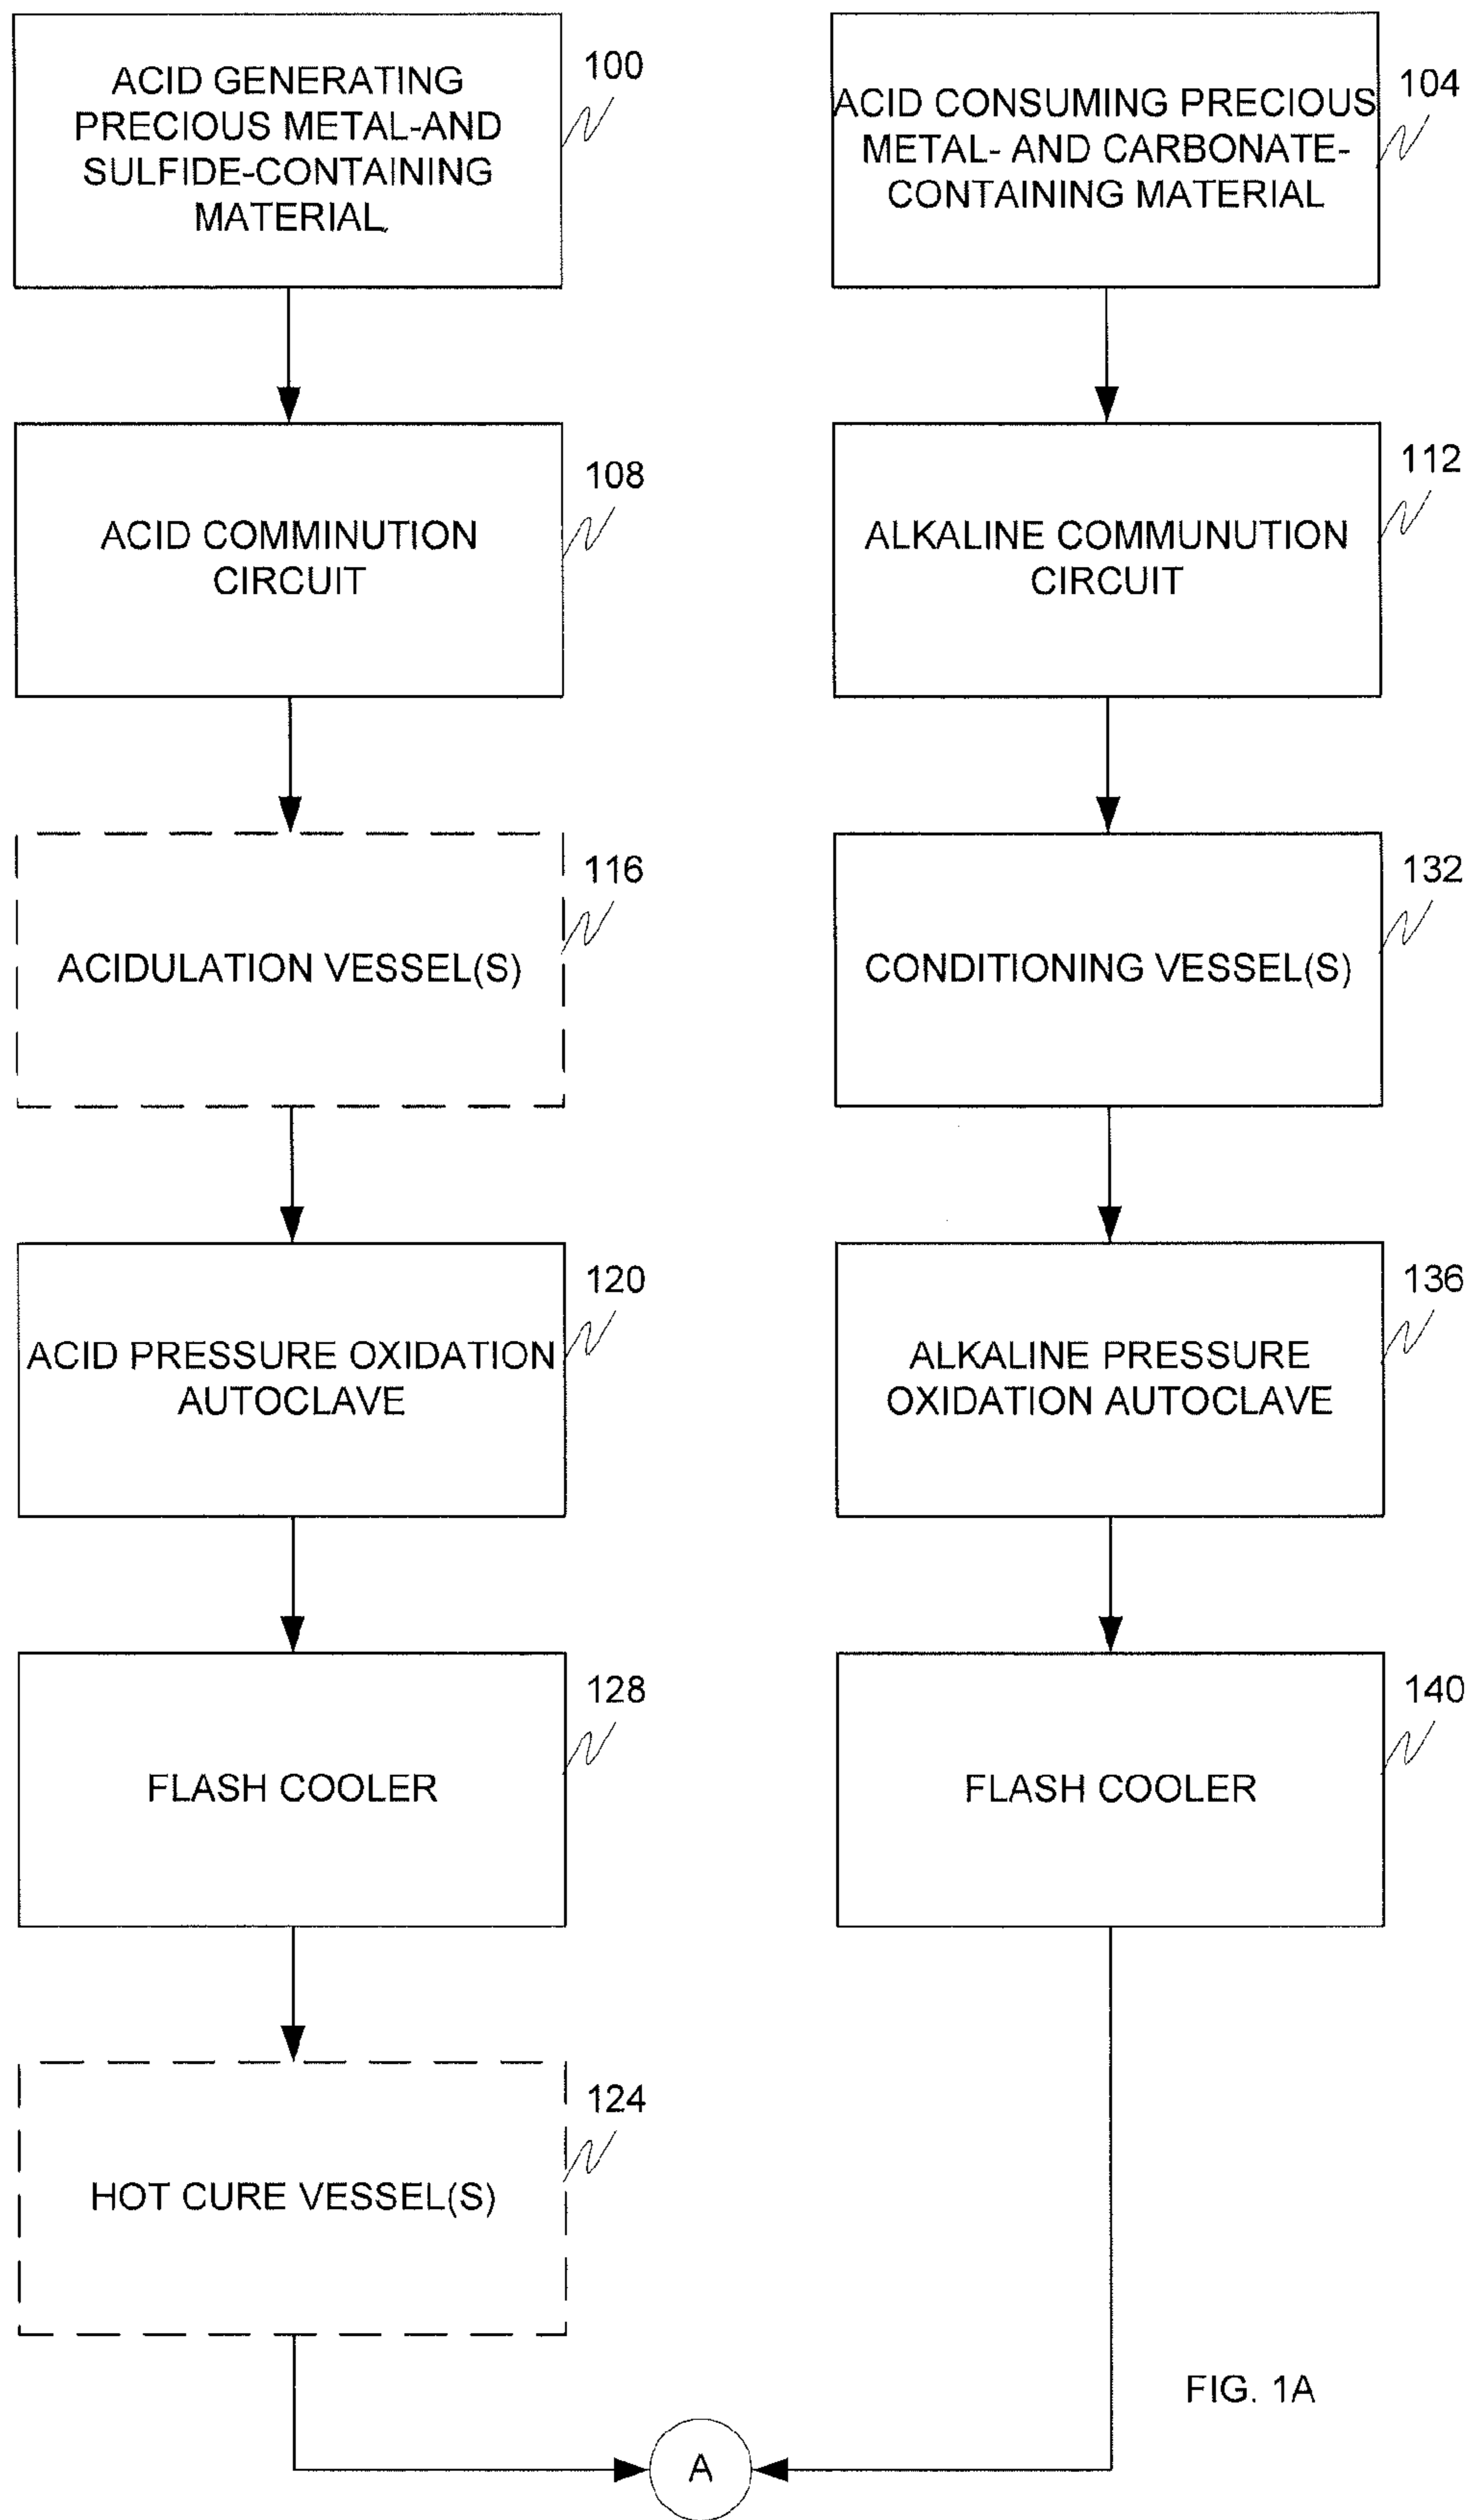 ACID GENERATING
PRECIOUS METAL-AND
SULFIDE-CONTAINING
MATERIAL
100
ACID CONSUMING PRECIOUS
METAL- AND CARBONATE-
CONTAINING MATERIAL
104
ACID COMMINUTION
CIRCUIT
108
ALKALINE COMMUNUTION
CIRCUIT
112
ACIDULATION VESSEL(S)
116
CONDITIONING VESSEL(S)
132
ACID PRESSURE OXIDATION
AUTOCLAVE
120
ALKALINE PRESSURE
OXIDATION AUTOCLAVE
136
FLASH COOLER
128
FLASH COOLER
140
HOT CURE VESSEL(S)
124
FIG. 1A
A